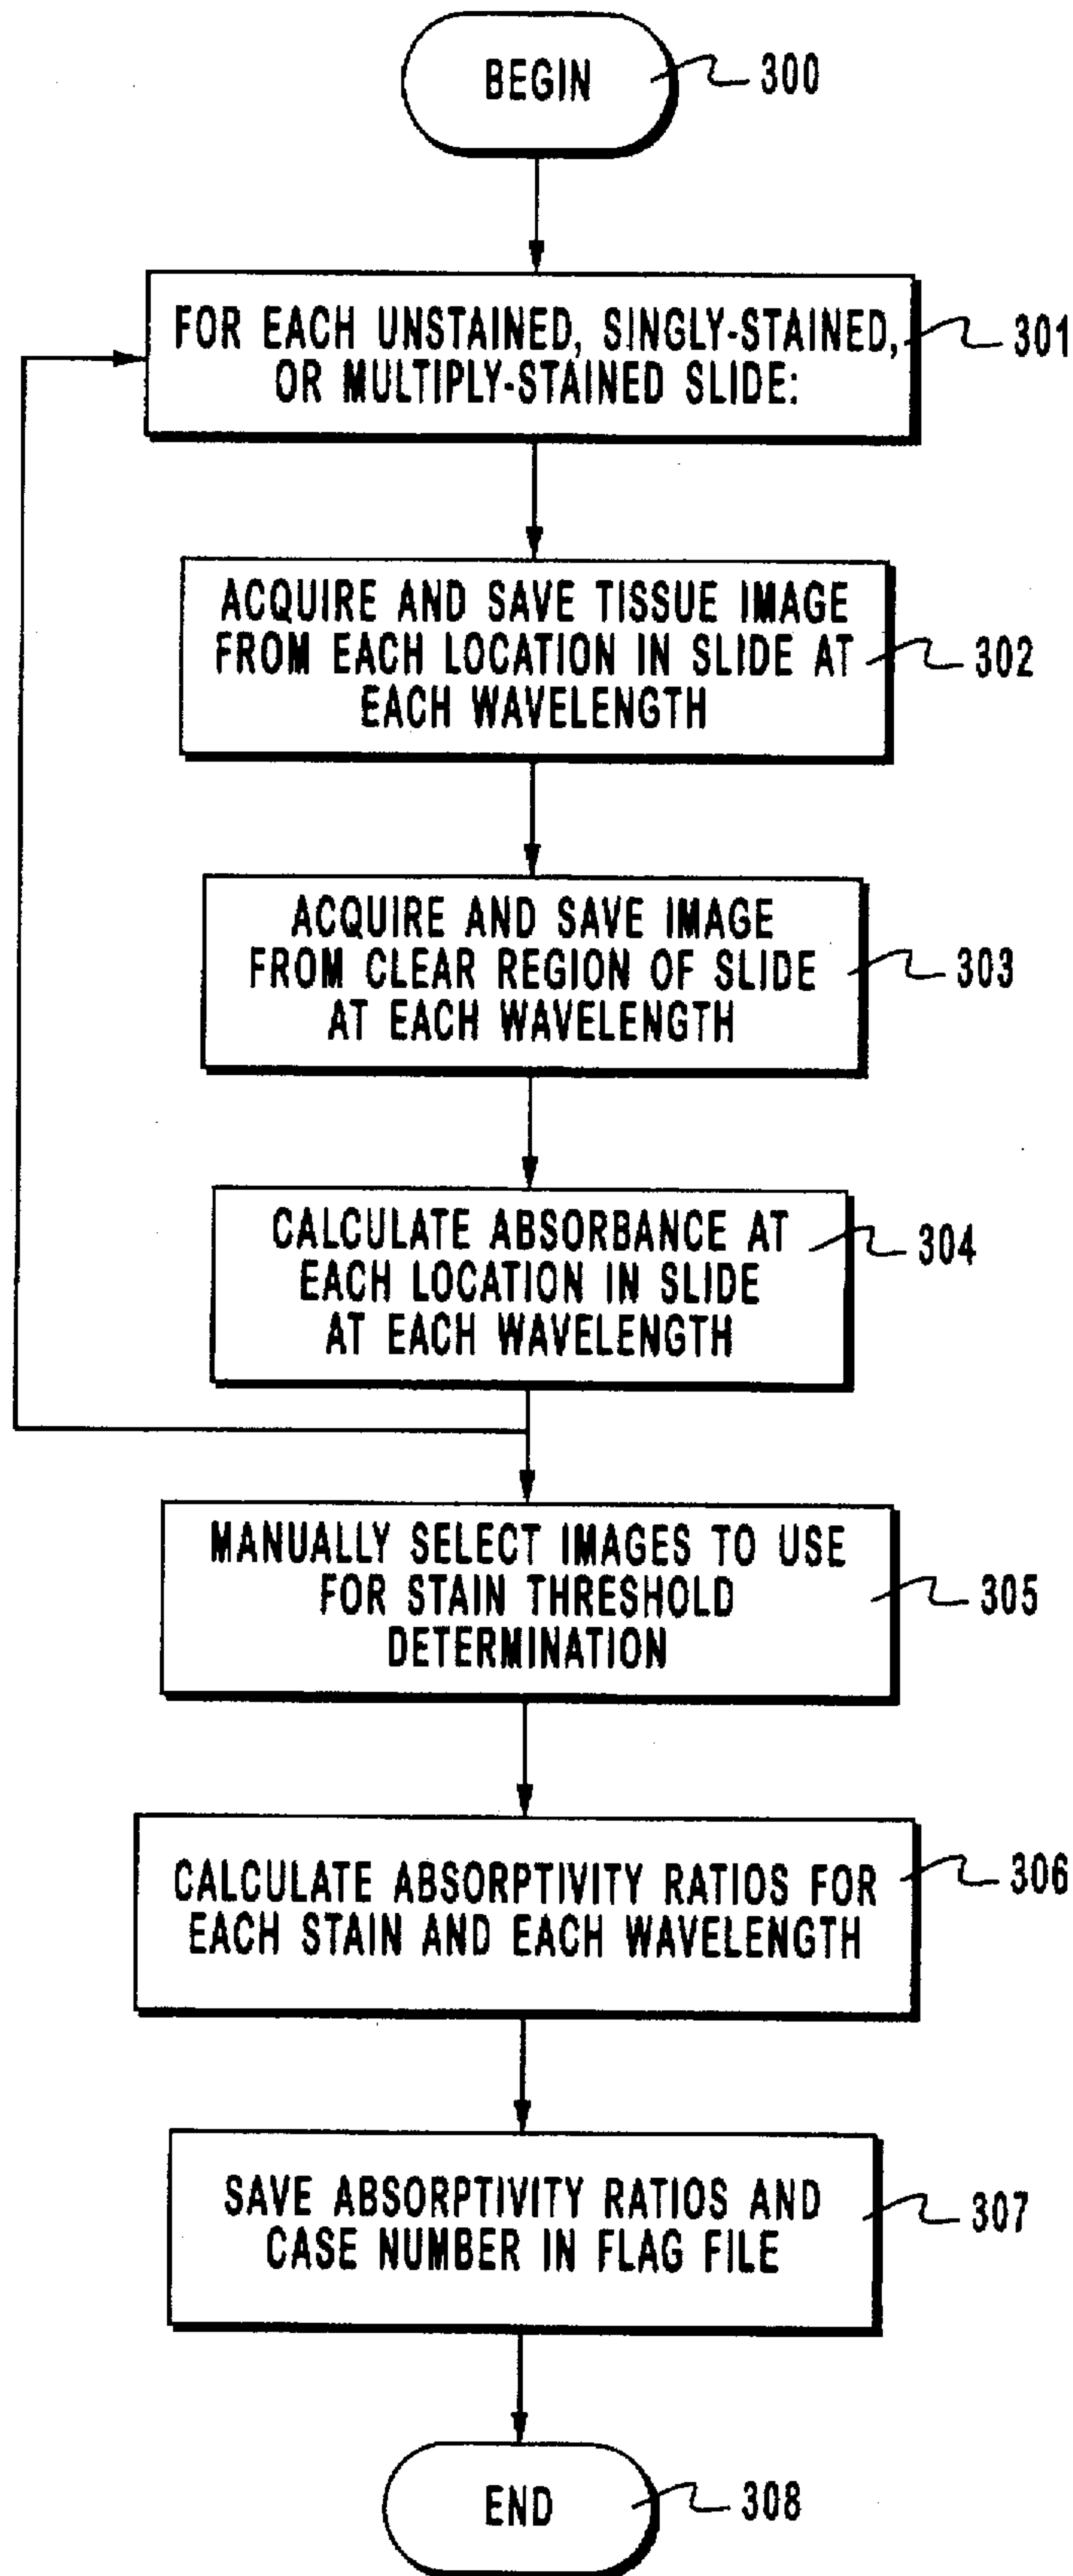 BEGIN
300
FOR EACH UNSTAINED, SINGLY-STAINED,
OR MULTIPLY-STAINED SLIDE:
301
ACQUIRE AND SAVE TISSUE IMAGE
FROM EACH LOCATION IN SLIDE AT
EACH WAVELENGTH
302
ACQUIRE AND SAVE IMAGE
FROM CLEAR REGION OF SLIDE
AT EACH WAVELENGTH
303
CALCULATE ABSORBANCE AT
EACH LOCATION IN SLIDE
AT EACH WAVELENGTH
304
MANUALLY SELECT IMAGES TO USE
FOR STAIN THRESHOLD
DETERMINATION
305
CALCULATE ABSORPTIVITY RATIOS FOR
EACH STAIN AND EACH WAVELENGTH
306
SAVE ABSORPTIVITY RATIOS AND
CASE NUMBER IN FLAG FILE
307
END
308